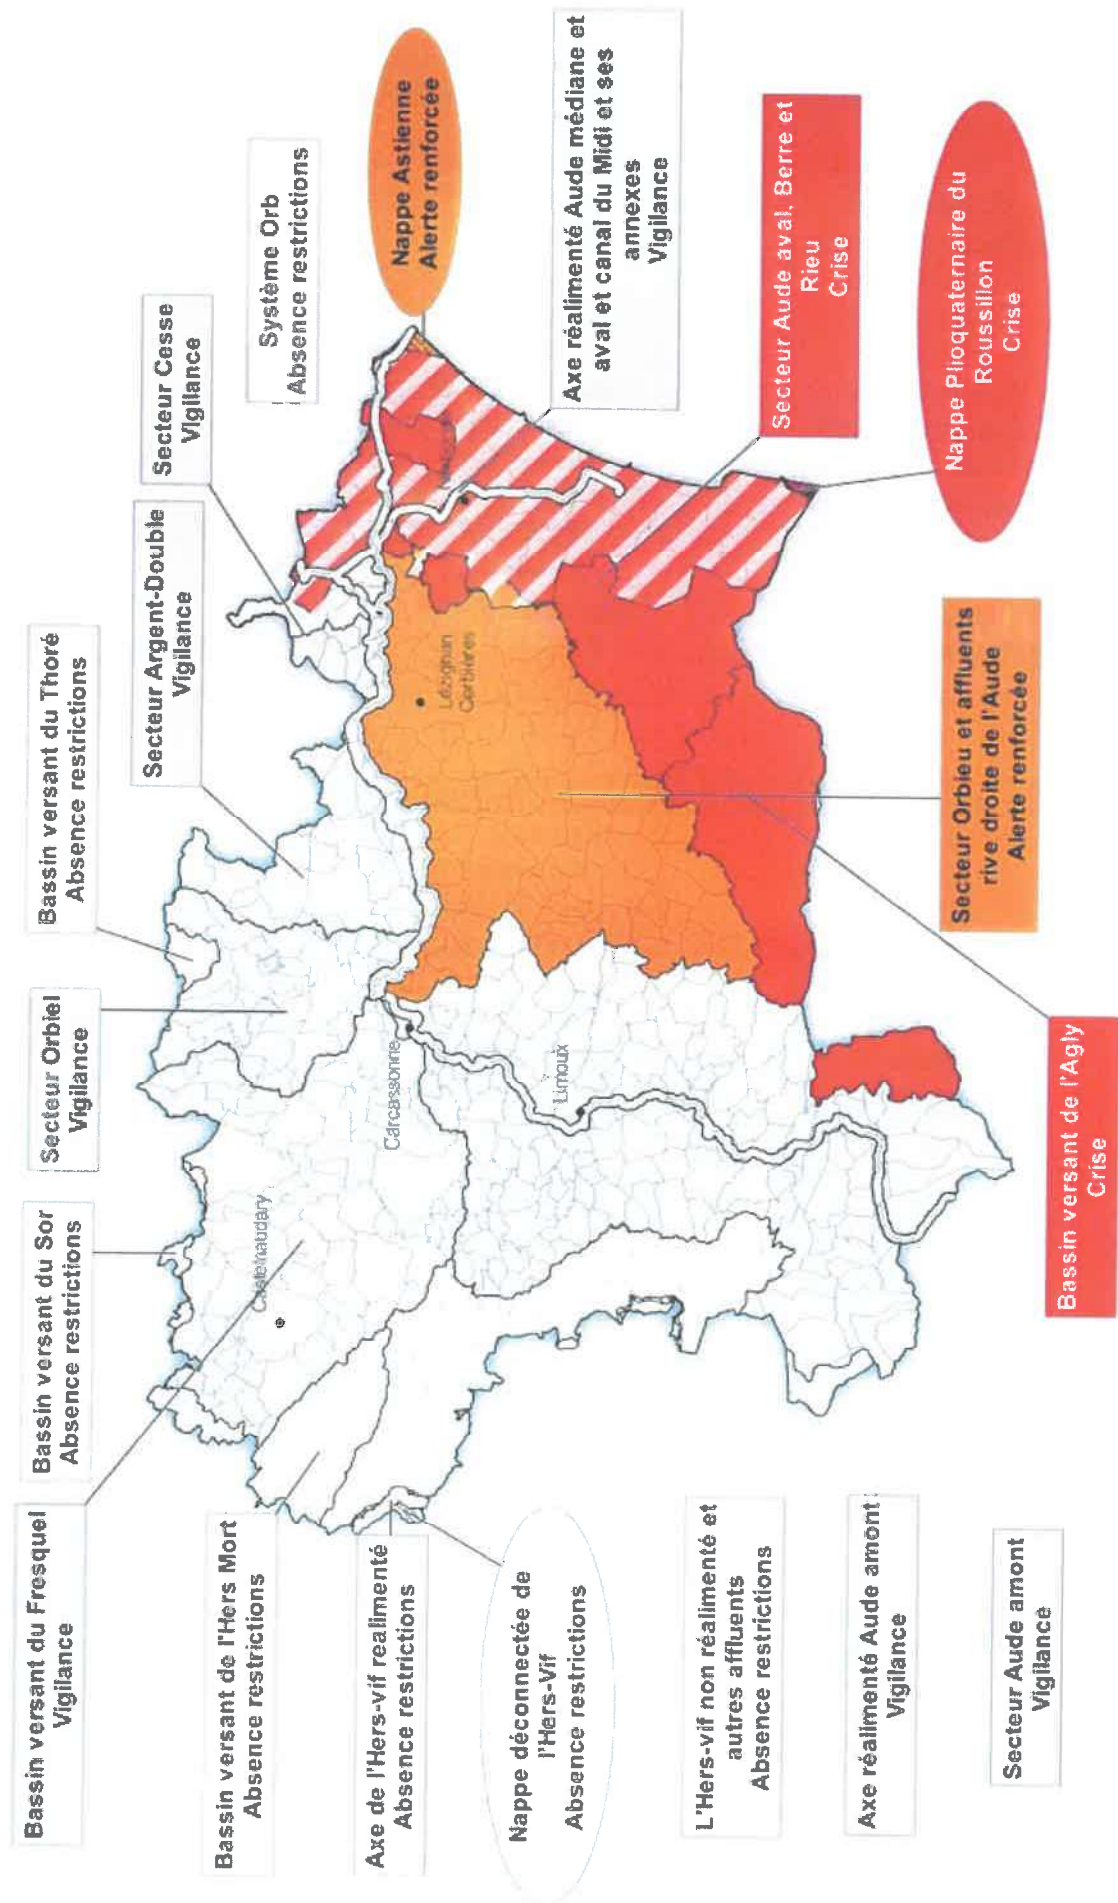 Bassin versant du Fresquel
Vigilance
Bassin versant du Sor
Absence restrictions
Secteur Orbiel
Vigilance
Bassin versant du Thoré
Absence restrictions
Secteur Argent-Double
Vigilance
Secteur Cesse
Vigilance
Système Orb
Absence restrictions
Nappe Astienne
Alerte renforcée
Axe réalimenté Aude médiane et
aval et canal du Midi et ses
annexes
Vigilance
Secteur Aude aval, Berre et
Rieu
Crise
Nappe Plioquaternaire du
Roussillon
Crise
Secteur Orbieu et affluents
rive droite de l'Aude
Alerte renforcée
Bassin versant de l'Agly
Crise
Bassin versant de l'Hers Mort
Absence restrictions
Axe de l'Hers-vif realimenté
Absence restrictions
Nappe déconnectée de
l'Hers-Vif
Absence restrictions
L'Hers-vif non réalimenté et
autres affluents
Absence restrictions
Axe réalimenté Aude amont
Vigilance
Secteur Aude amont
Vigilance
Castelnaudary
Carcassonne
Limoux
Lézignan
Corbières